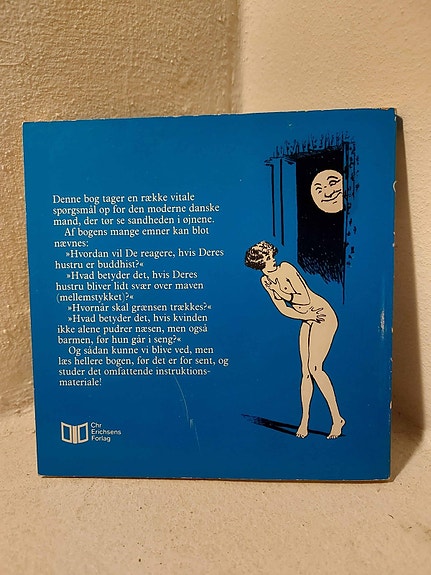 Denne bog tager en række vitale
spørgsmål op for den moderne danske
mand, der tør se sandheden i øjnene.
Af bogens mange emner kan blot
nævnes:
»Hvordan vil De reagere, hvis Deres
hustru er buddhist?«
»Hvad betyder det, hvis Deres
hustru bliver lidt svær over maven
(mellemstykket)?«
»Hvornår skal grænsen trækkes?«
»Hvad betyder det, hvis kvinden
ikke alene pudrer næsen, men også
barmen, før hun går i seng?«
Og sådan kunne vi blive ved, men
læs hellere bogen, før det er for sent, og
studer det omfattende instruktions-
materiale!
Chr
Erichsens
Forlag